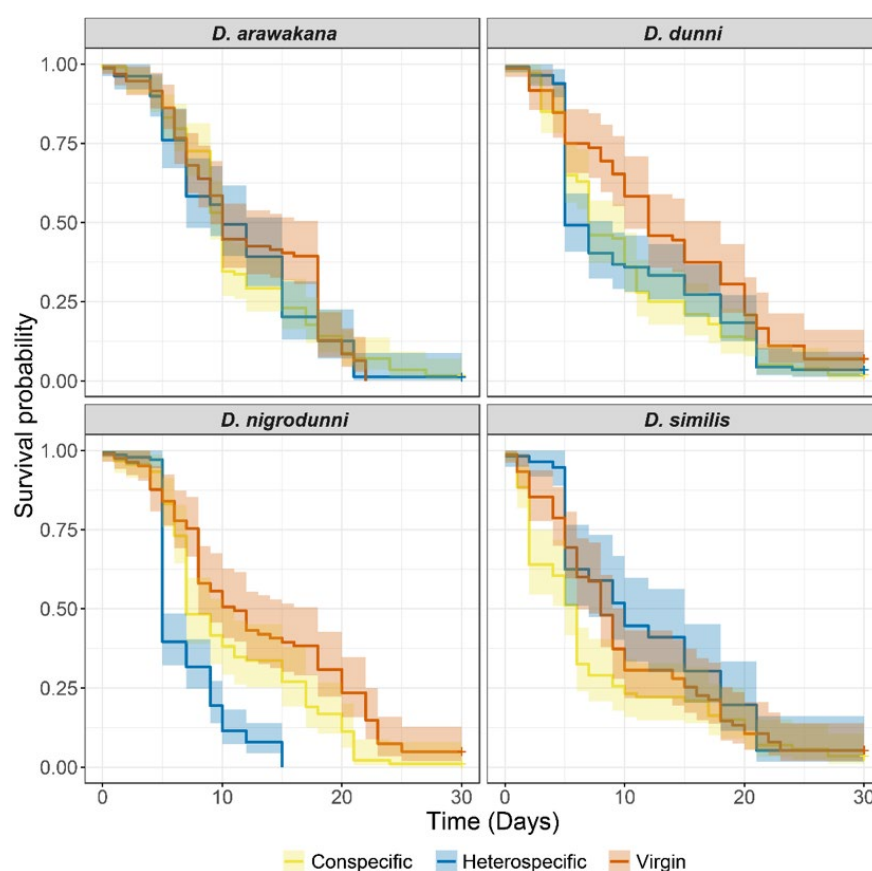 D. arawakana
D. dunni
1.00
0.75
0.50
0.25
0.00
D. nigrodunni
D. similis
1.00
0.75
0.50
0.25
0.00
Survival probability
0 10 20 30
0 10 20 30
Time (Days)
Conspecific Heterospecific Virgin